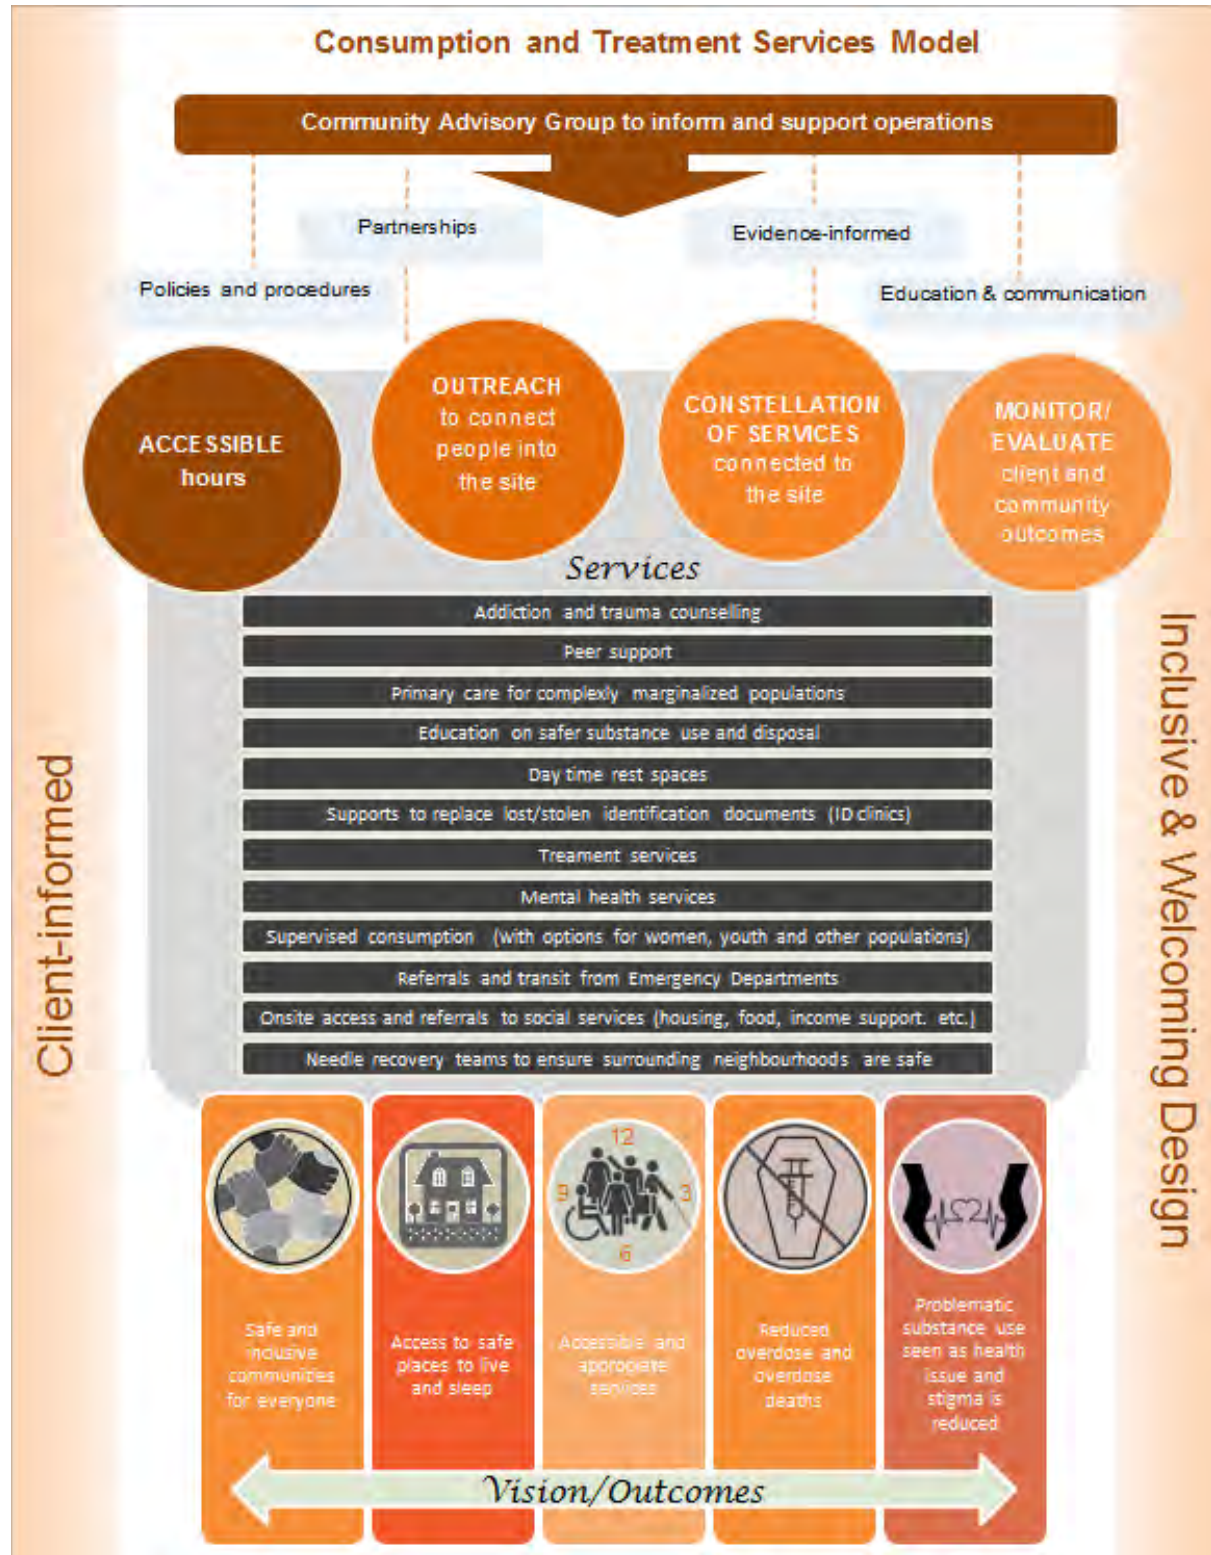 Consumption and Treatment Services Model
Community Advisory Group to inform and support operations
Partnerships
Evidence-informed
Policies and procedures
Education & communication
ACCESSIBLE
hours
OUTREACH
to connect
people into
the site
CONSTELLATION
OF SERVICES
connected to
the site
MONITOR/
EVALUATE
client and
community
outcomes
Services
Addiction and trauma counselling
Peer support
Primary care for complexly marginalized populations
Education on safer substance use and disposal
Day time rest spaces
Supports to replace lost/stolen identification documents (ID clinics)
Treament services
Mental health services
Supervised consumption (with options for women, youth and other populations)
Referrals and transit from Emergency Departments
Onsite access and referrals to social services (housing, food, income support. etc.)
Needle recovery teams to ensure surrounding neighbourhoods are safe
Client-informed
Inclusive & Welcoming Design
12
9
3
6
Safe and
inclusive
communities
for everyone
Access to safe
places to live
and sleep
Accessible and
appropriate
services
Reduced
overdose and
overdose
deaths
Problematic
substance use
seen as health
issue and
stigma is
reduced
Vision/Outcomes